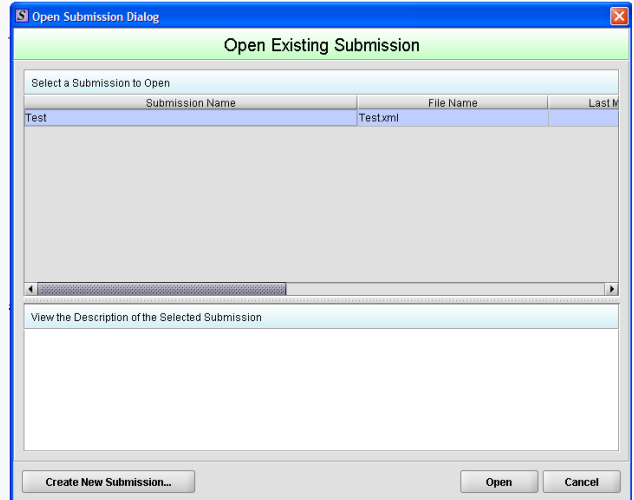 S Open Submission Dialog
Open Existing Submission
Select a Submission to Open
Submission Name File Name Last M
Test Test.xml
View the Description of the Selected Submission
Create New Submission... Open Cancel